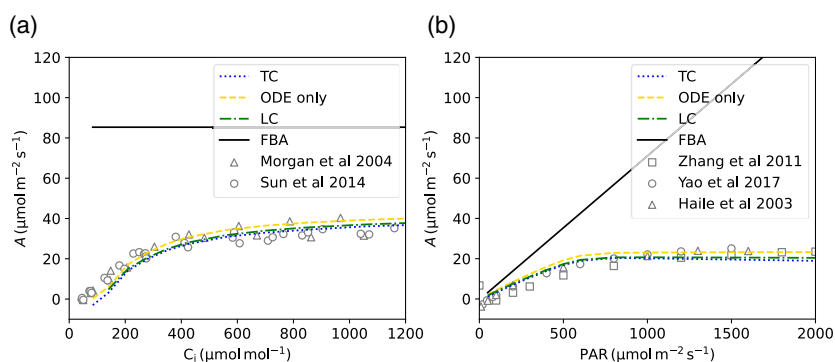 (a)
120
100
80
60
40
20
0
A (μmol m⁻² s⁻¹)
TC
ODE only
LC
FBA
Morgan et al 2004
Sun et al 2014
0 200 400 600 800 1000 1200
Cᵢ (μmol mol⁻¹)
(b)
120
100
80
60
40
20
0
A (μmol m⁻² s⁻¹)
TC
ODE only
LC
FBA
Zhang et al 2011
Yao et al 2017
Haile et al 2003
0 500 1000 1500 2000
PAR (μmol m⁻² s⁻¹)